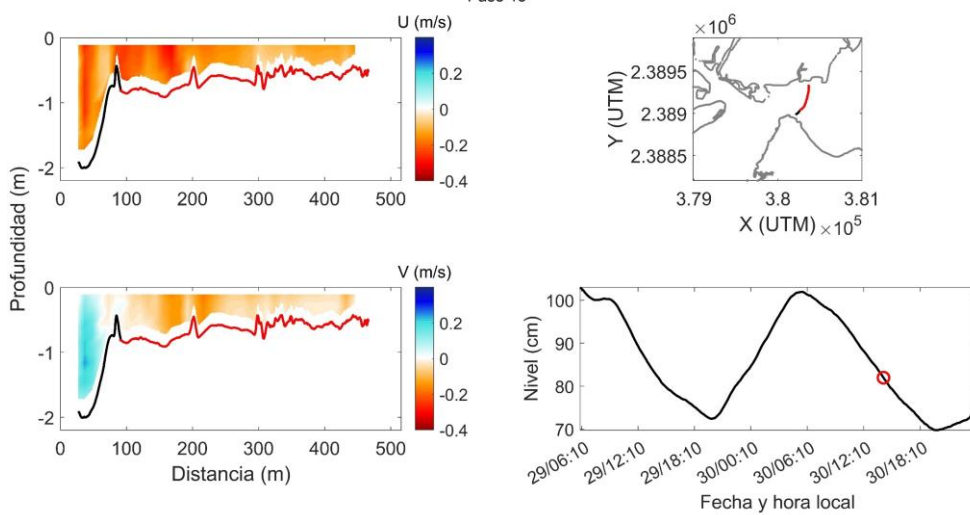 U (m/s)
0
-1
-2
0 100 200 300 400 500
0.2
0
-0.2
-0.4
×10⁶
2.3895
2.389
2.3885
Y (UTM)
3.79 3.8 3.81
X (UTM) ×10⁵
Profundidad (m)
V (m/s)
0
-1
-2
0 100 200 300 400 500
Distancia (m)
0.2
0
-0.2
-0.4
100
90
80
70
Nivel (cm)
29/06:10 29/12:10 29/18:10 30/00:10 30/06:10 30/12:10 30/18:10
Fecha y hora local